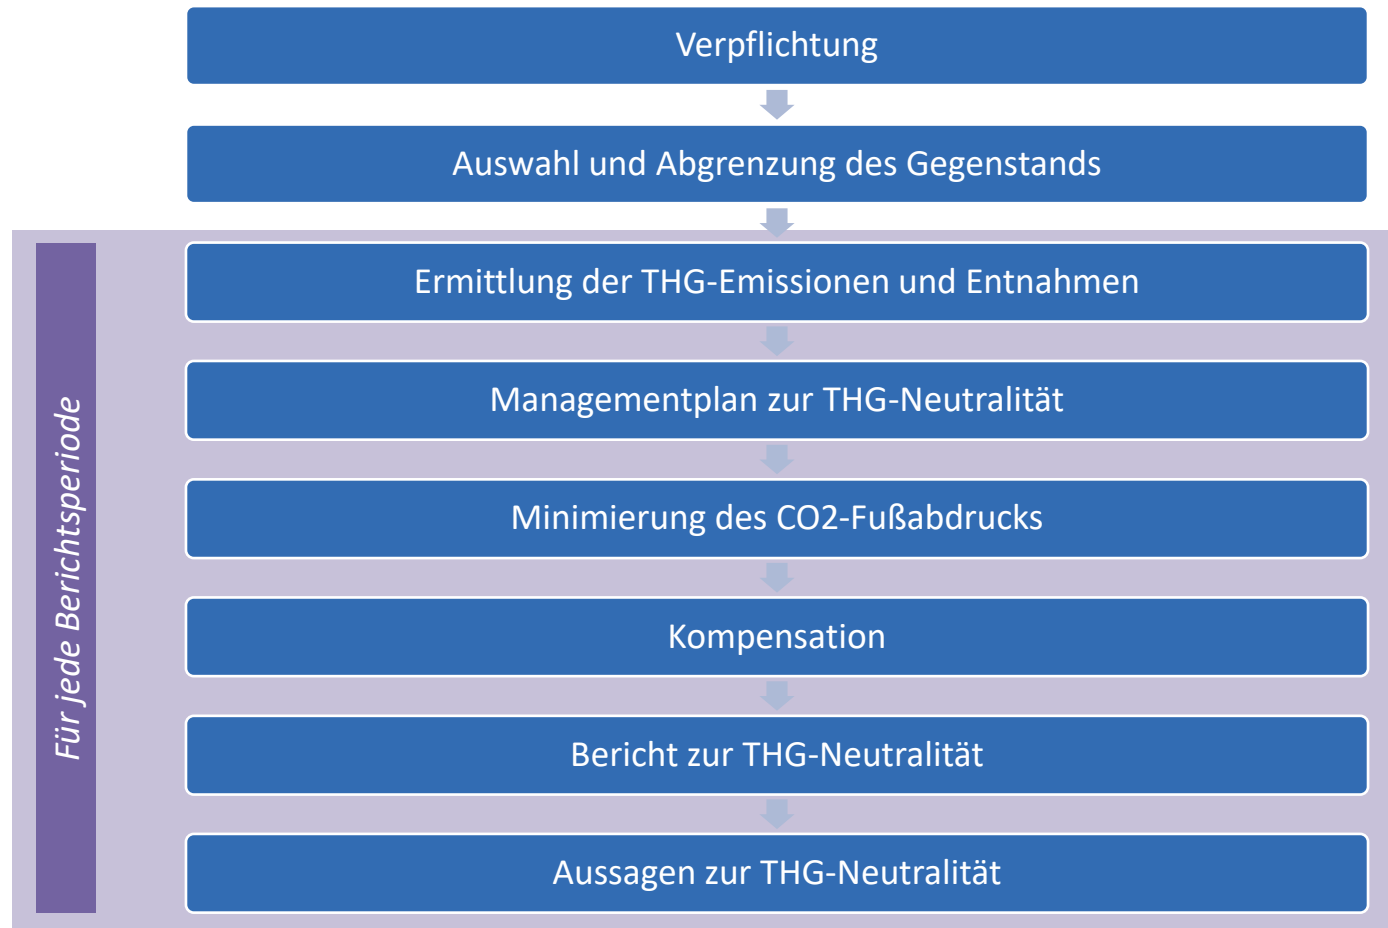 Verpflichtung
Auswahl und Abgrenzung des Gegenstands
Für jede Berichtsperiode
Ermittlung der THG-Emissionen und Entnahmen
Managementplan zur THG-Neutralität
Minimierung des CO2-Fußabdrucks
Kompensation
Bericht zur THG-Neutralität
Aussagen zur THG-Neutralität